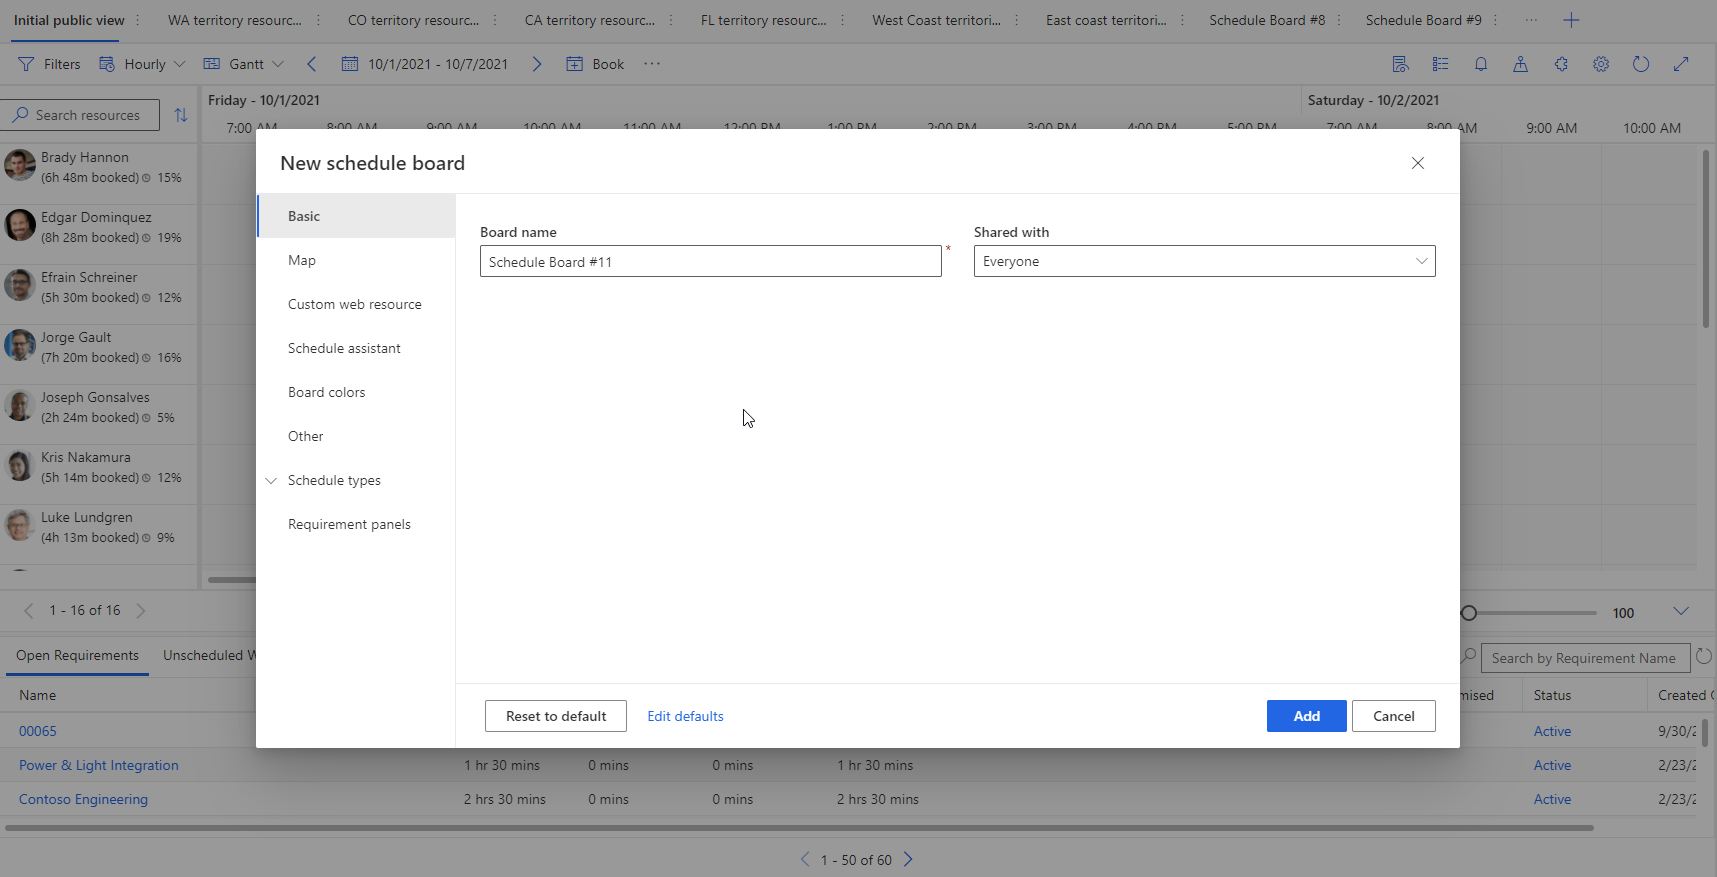 Initial public view WA territory resourc... CO territory resourc... CA territory resourc... FL territory resourc... West Coast territori... East coast territori... Schedule Board #8 Schedule Board #9 ...
Filters Hourly Gantt 10/1/2021 - 10/7/2021 Book ...
Search resources
Friday - 10/1/2021 Saturday - 10/2/2021
7:00 AM 8:00 AM 9:00 AM 10:00 AM 11:00 AM 12:00 PM 1:00 PM 2:00 PM 3:00 PM 4:00 PM 5:00 PM 7:00 AM 8:00 AM 9:00 AM 10:00 AM
Brady Hannon
(6h 48m booked) 15%
Edgar Dominquez
(8h 28m booked) 19%
Efrain Schreiner
(5h 30m booked) 12%
Jorge Gault
(7h 20m booked) 16%
Joseph Gonsalves
(2h 24m booked) 5%
Kris Nakamura
(5h 14m booked) 12%
Luke Lundgren
(4h 13m booked) 9%
1 - 16 of 16
New schedule board
Basic
Map
Custom web resource
Schedule assistant
Board colors
Other
Schedule types
Requirement panels
Board name
Schedule Board #11 *
Shared with
Everyone
Reset to default Edit defaults Add Cancel
100
Open Requirements Unscheduled W Search by Requirement Name
Name mised Status Created
00065 Active 9/30/2
Power & Light Integration 1 hr 30 mins 0 mins 0 mins 1 hr 30 mins Active 2/23/2
Contoso Engineering 2 hrs 30 mins 0 mins 0 mins 2 hrs 30 mins Active 2/23/2
1 - 50 of 60